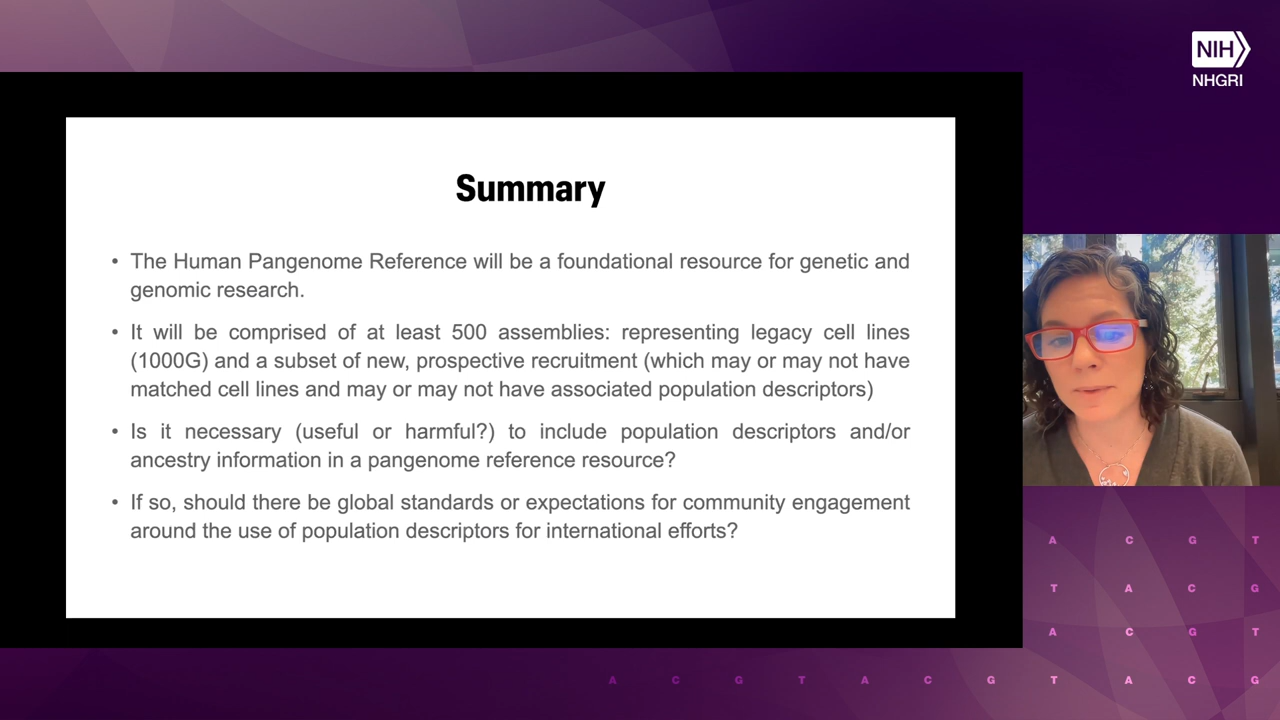 NIH
NHGRI
Summary
• The Human Pangenome Reference will be a foundational resource for genetic and
genomic research.
• It will be comprised of at least 500 assemblies: representing legacy cell lines
(1000G) and a subset of new, prospective recruitment (which may or may not have
matched cell lines and may or may not have associated population descriptors)
• Is it necessary (useful or harmful?) to include population descriptors and/or
ancestry information in a pangenome reference resource?
• If so, should there be global standards or expectations for community engagement
around the use of population descriptors for international efforts?
A C G T
T A C G
A C G T
A C G T A C G T A C G